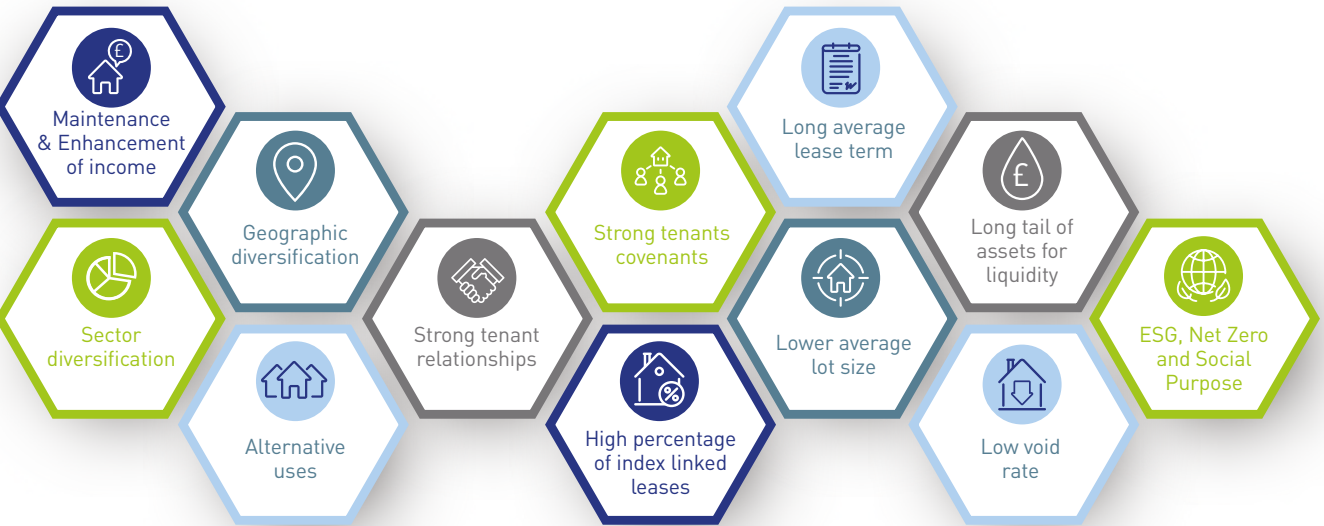 Maintenance
& Enhancement
of income
Sector
diversification
Geographic
diversification
Alternative
uses
Strong tenant
relationships
Strong tenants
covenants
High percentage
of index linked
leases
Long average
lease term
Lower average
lot size
£
Long tail of
assets for
liquidity
Low void
rate
ESG, Net Zero
and Social
Purpose
£
%